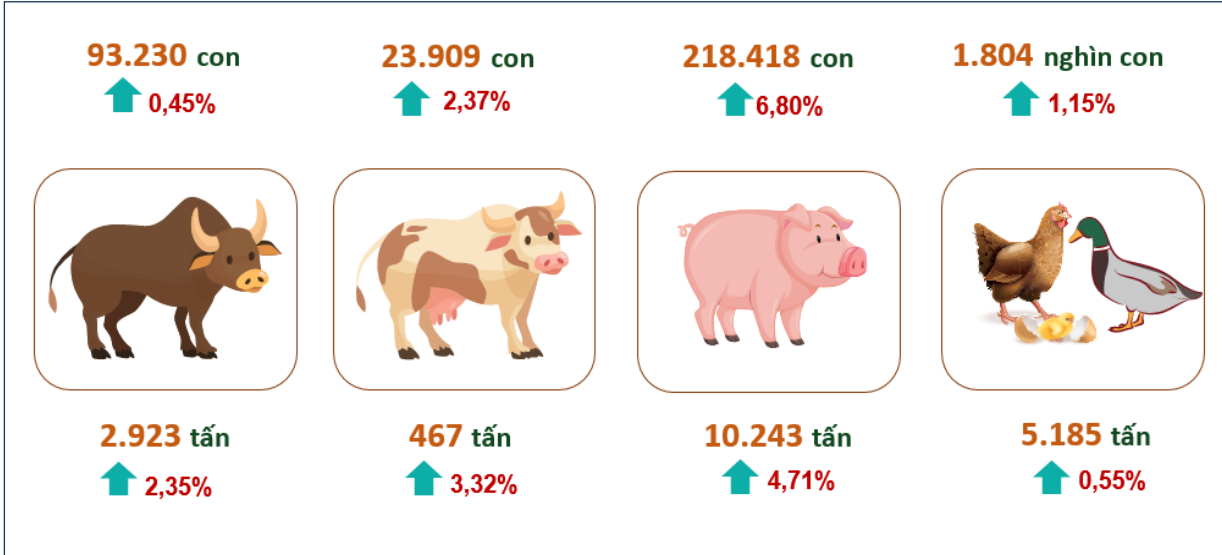 93.230 con
0,45%
23.909 con
2,37%
218.418 con
6,80%
1.804 nghìn con
1,15%
2.923 tấn
2,35%
467 tấn
3,32%
10.243 tấn
4,71%
5.185 tấn
0,55%